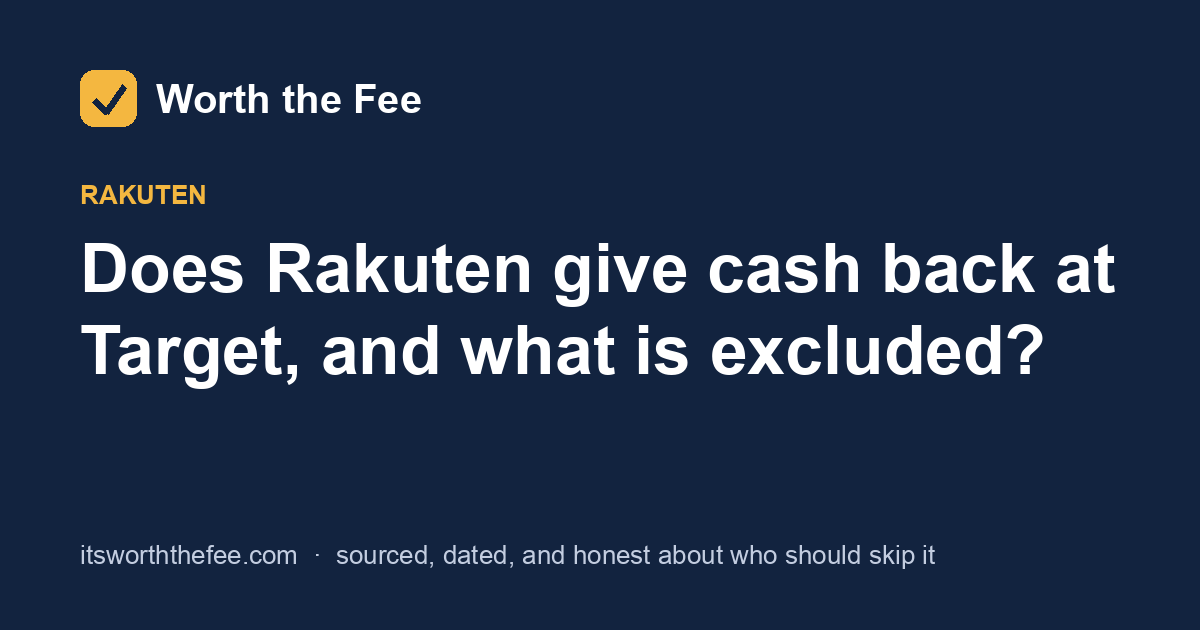 Worth the Fee
RAKUTEN
Does Rakuten give cash back at
Target, and what is excluded?
itsworththefee.com · sourced, dated, and honest about who should skip it